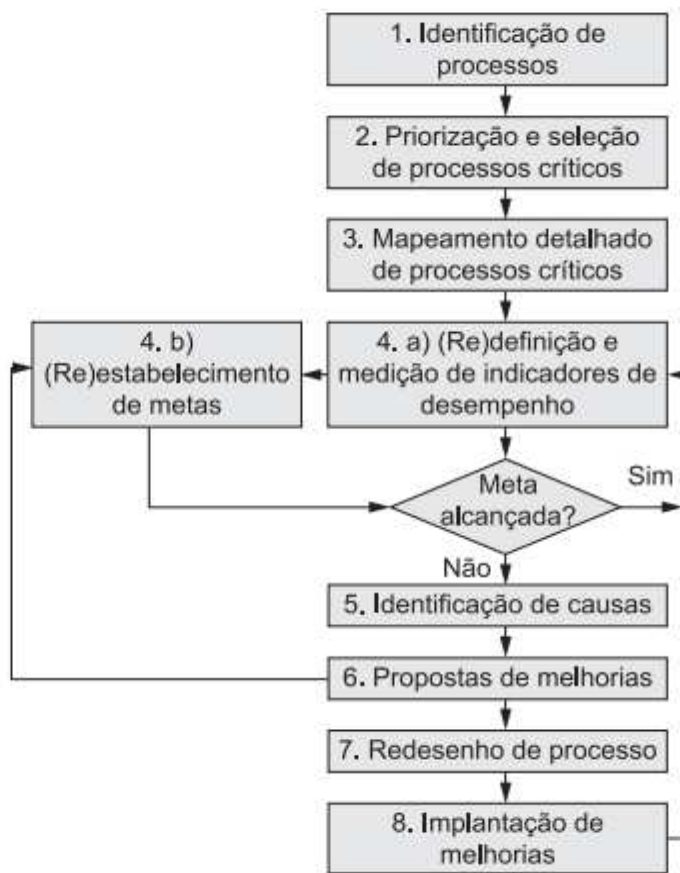 1. Identificação de
processos
2. Priorização e seleção
de processos críticos
3. Mapeamento detalhado
de processos críticos
4. b)
(Re)estabelecimento
de metas
4. a) (Re)definição e
medição de indicadores de
desempenho
Meta
alcançada?
Sim
Não
5. Identificação de causas
6. Propostas de melhorias
7. Redesenho de processo
8. Implantação de
melhorias